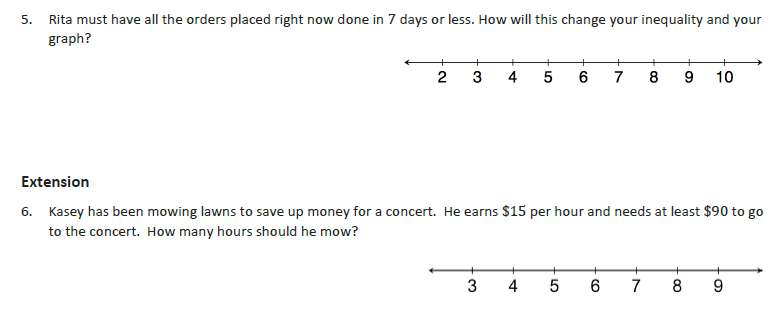 5. Rita must have all the orders placed right now done in 7 days or less. How will this change your inequality and your
graph?
2 3 4 5 6 7 8 9 10
Extension
6. Kasey has been mowing lawns to save up money for a concert. He earns $15 per hour and needs at least $90 to go
to the concert. How many hours should he mow?
3 4 5 6 7 8 9